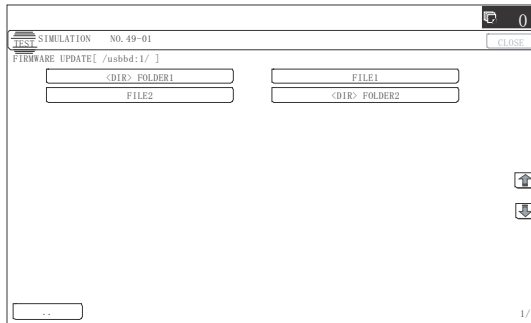 0
TEST SIMULATION NO. 49-01 CLOSE
FIRMWARE UPDATE[ /usbbd:1/ ]
<DIR> FOLDER1 FILE1
FILE2 <DIR> FOLDER2
.. 1/